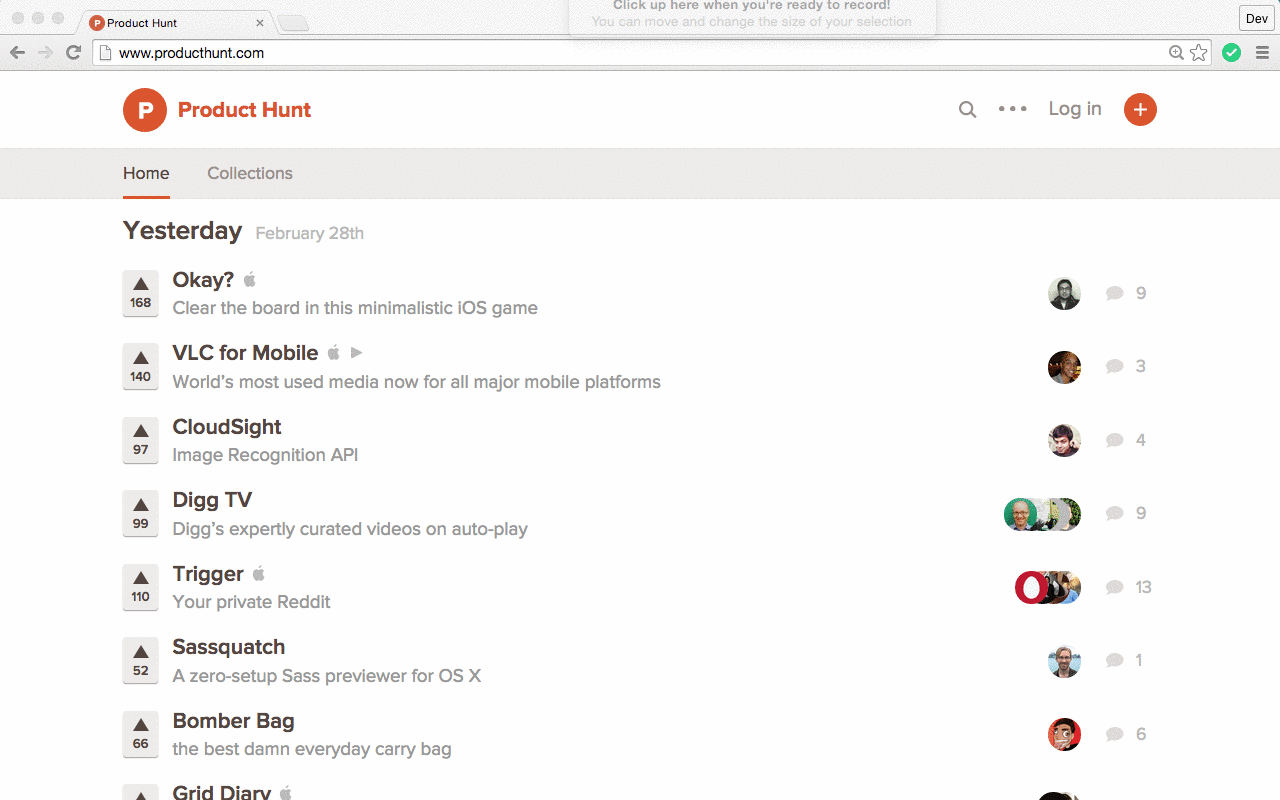 Click up here when you're ready to record!
You can move and change the size of your selection
P Product Hunt
Dev
www.producthunt.com
P Product Hunt
Log in
Home Collections
Yesterday February 28th
Okay?
168
Clear the board in this minimalistic iOS game
9
VLC for Mobile
140
World’s most used media now for all major mobile platforms
3
CloudSight
97
Image Recognition API
4
Digg TV
99
Digg’s expertly curated videos on auto-play
9
Trigger
110
Your private Reddit
13
Sassquatch
52
A zero-setup Sass previewer for OS X
1
Bomber Bag
66
the best damn everyday carry bag
6
Grid Diary